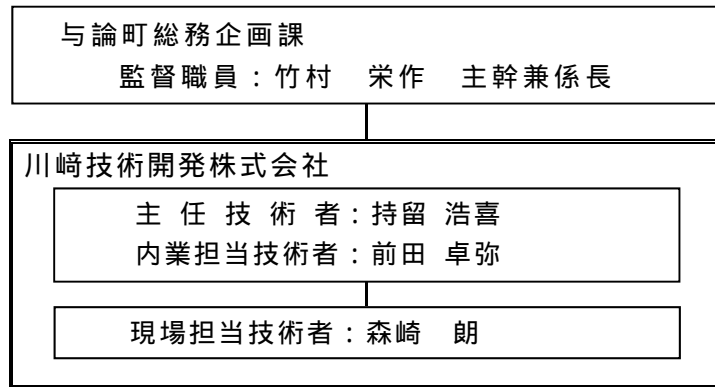 与論町総務企画課
監督職員：竹村　栄作　主幹兼係長
川﨑技術開発株式会社
主 任 技 術 者：持留 浩喜
内業担当技術者：前田 卓弥
現場担当技術者：森崎　朗